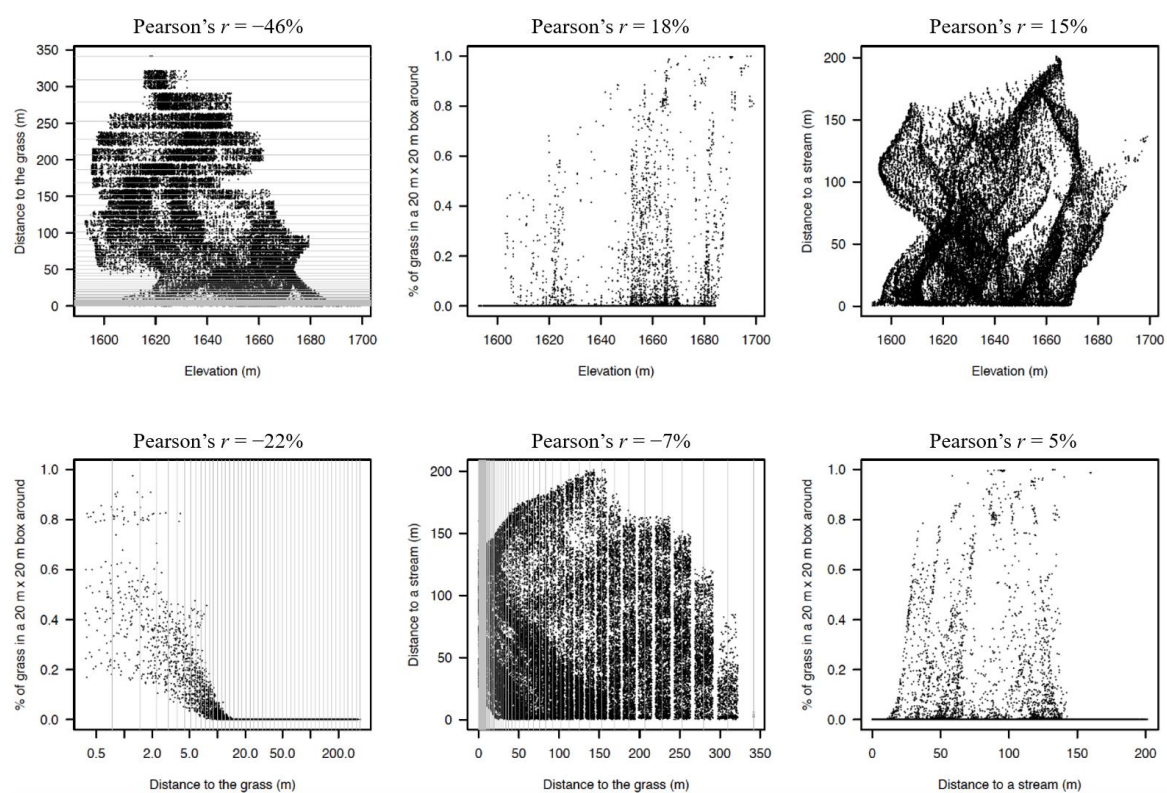 Pearson's r = −46%
Pearson's r = 18%
Pearson's r = 15%
350
300
250
200
150
100
50
0
Distance to the grass (m)
1600 1620 1640 1660 1680 1700
Elevation (m)
1.0
0.8
0.6
0.4
0.2
0.0
% of grass in a 20 m x 20 m box around
1600 1620 1640 1660 1680 1700
Elevation (m)
200
150
100
50
0
Distance to a stream (m)
1600 1620 1640 1660 1680 1700
Elevation (m)
Pearson's r = −22%
Pearson's r = −7%
Pearson's r = 5%
1.0
0.8
0.6
0.4
0.2
0.0
% of grass in a 20 m x 20 m box around
0.5 2.0 5.0 20.0 50.0 200.0
Distance to the grass (m)
200
150
100
50
0
Distance to a stream (m)
0 50 100 150 200 250 300 350
Distance to the grass (m)
1.0
0.8
0.6
0.4
0.2
0.0
% of grass in a 20 m x 20 m box around
0 50 100 150 200
Distance to a stream (m)